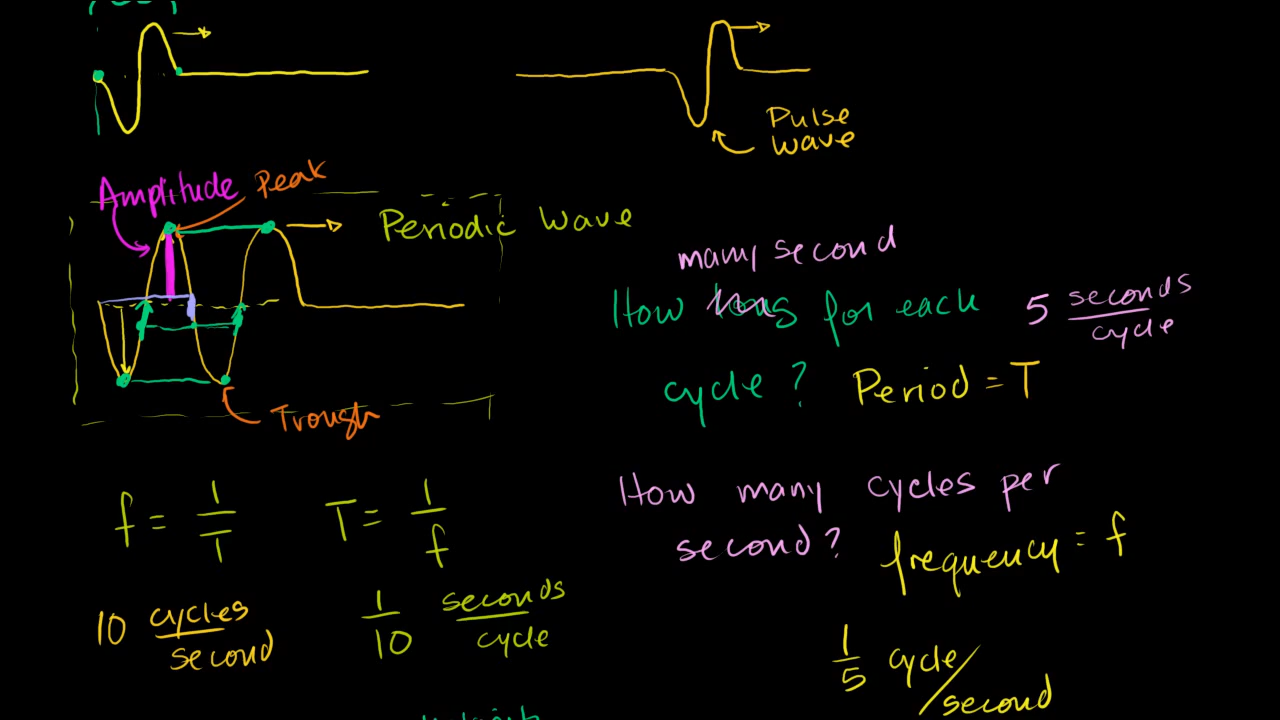 Pulse
wave
Amplitude
Peak
Periodic wave
many second
How long for each
5 seconds/cycle
cycle? Period = T
Trough
How many cycles per
second? frequency = f
f = 1/T
T = 1/f
10 cycles/second
1/10 seconds/cycle
1/5 cycle/second